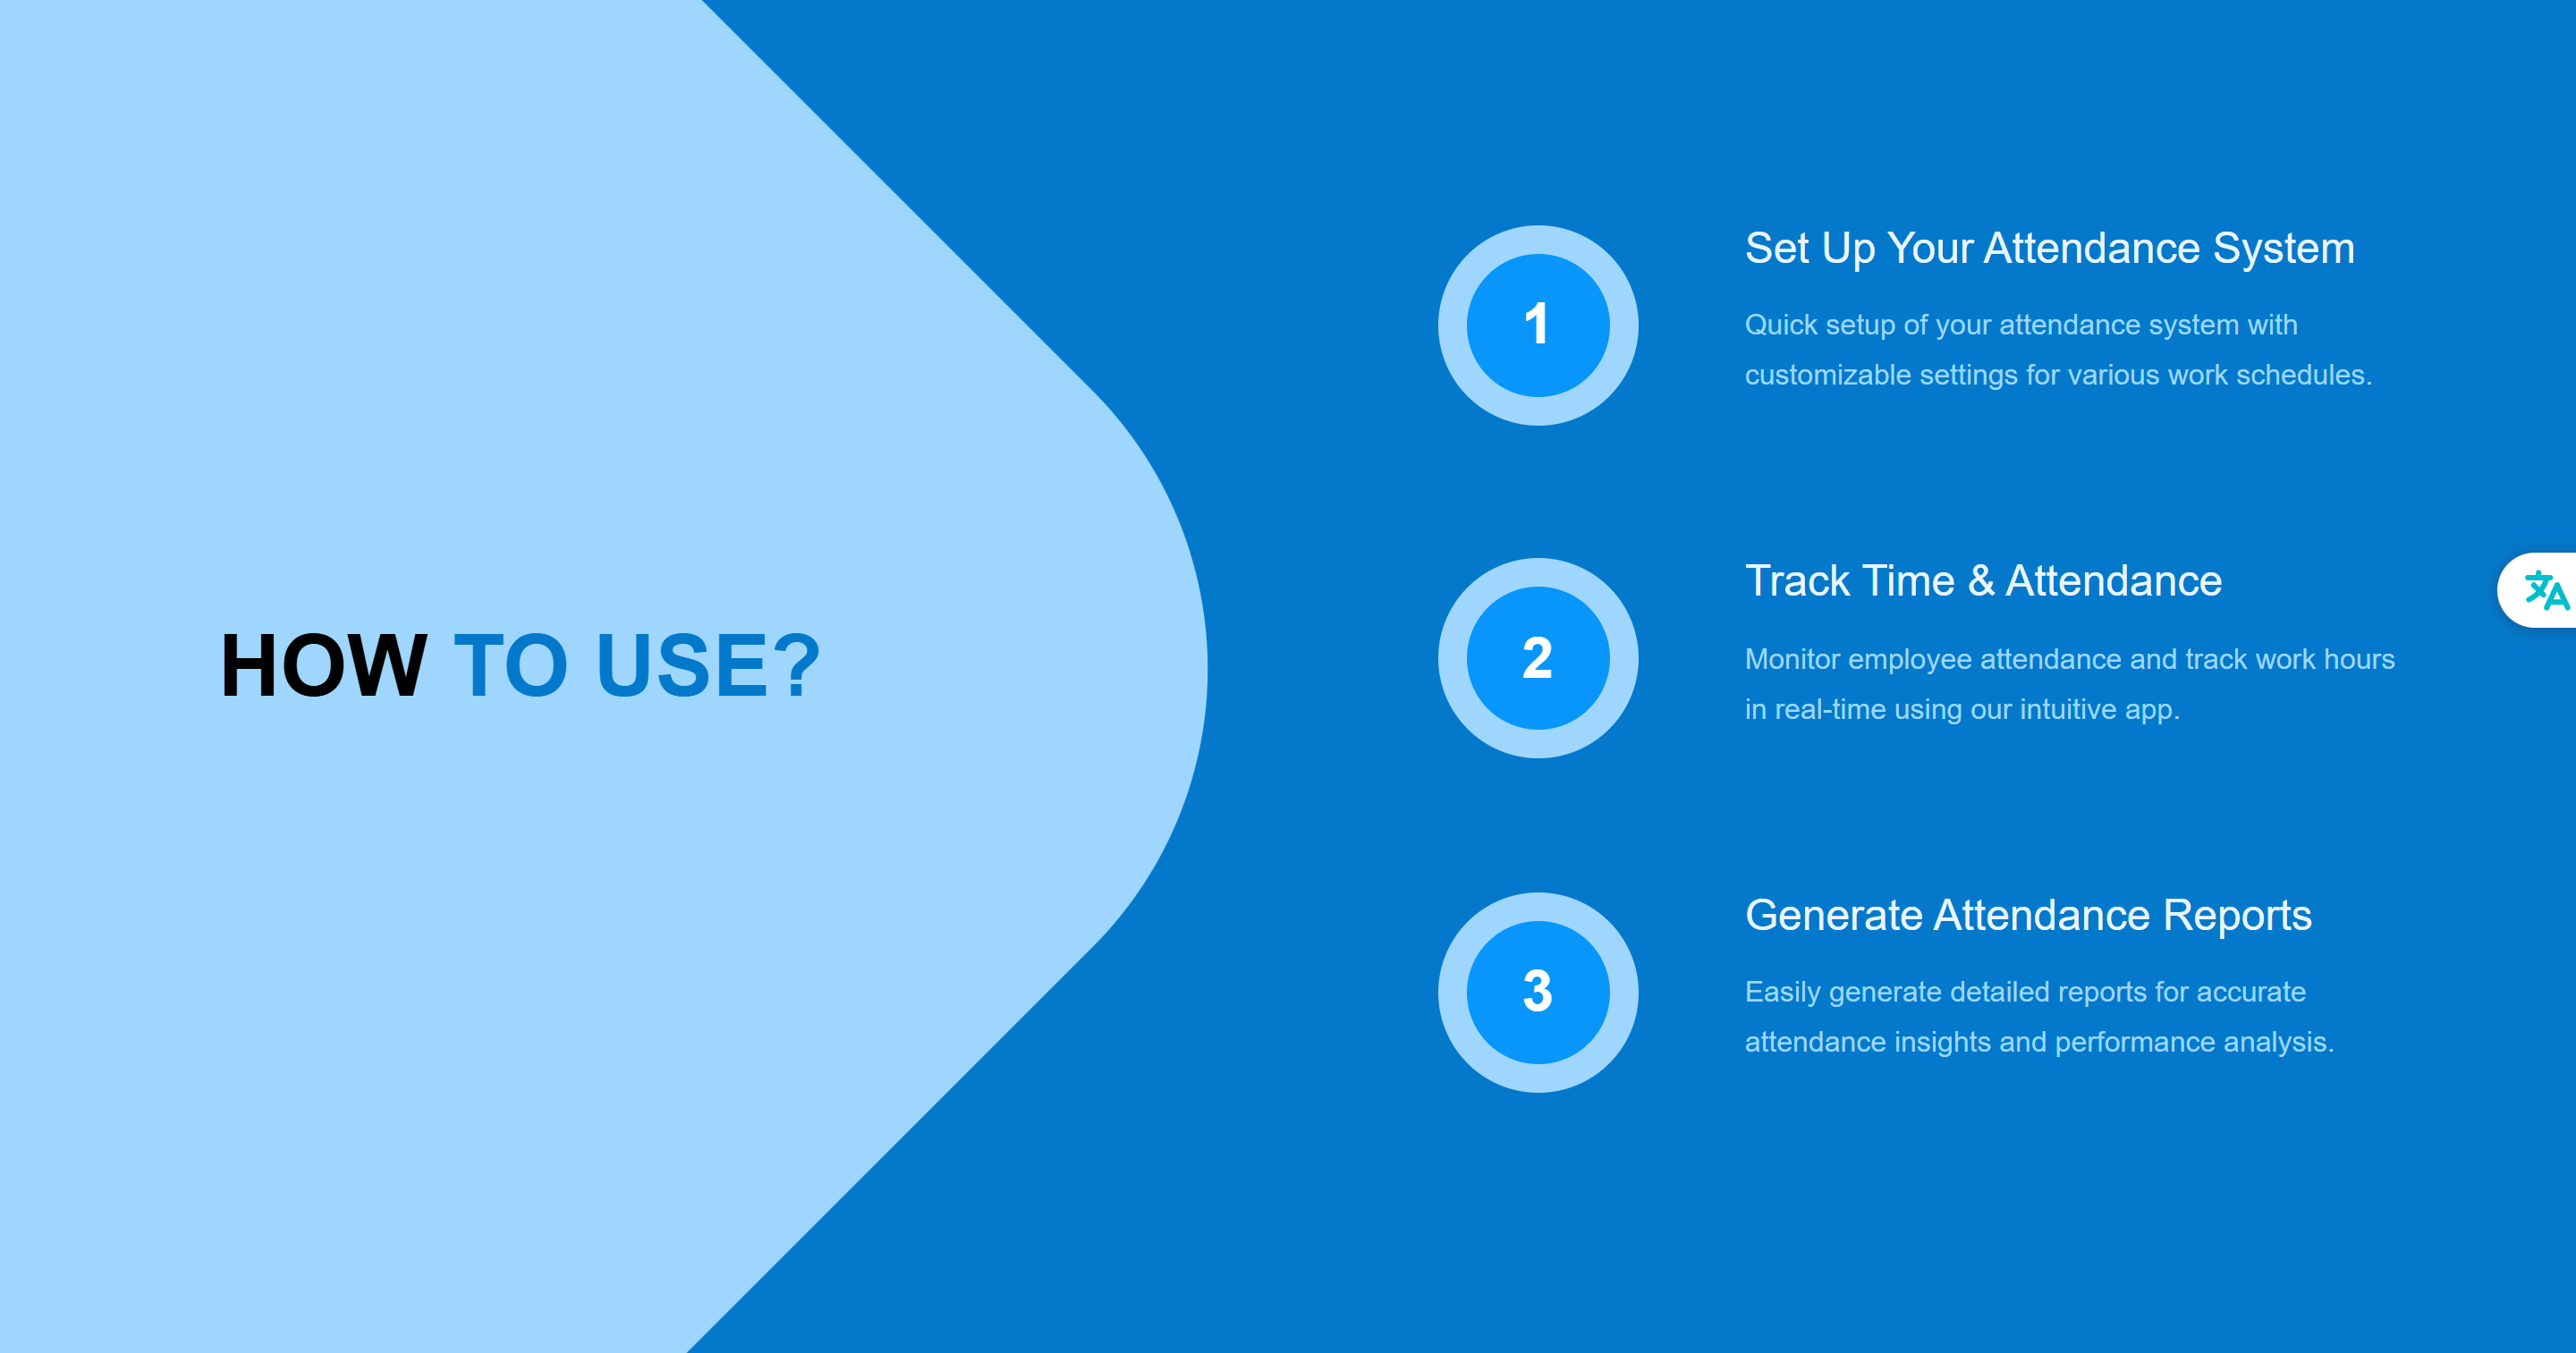 HOW TO USE?
1
Set Up Your Attendance System
Quick setup of your attendance system with
customizable settings for various work schedules.
2
Track Time & Attendance
Monitor employee attendance and track work hours
in real-time using our intuitive app.
3
Generate Attendance Reports
Easily generate detailed reports for accurate
attendance insights and performance analysis.